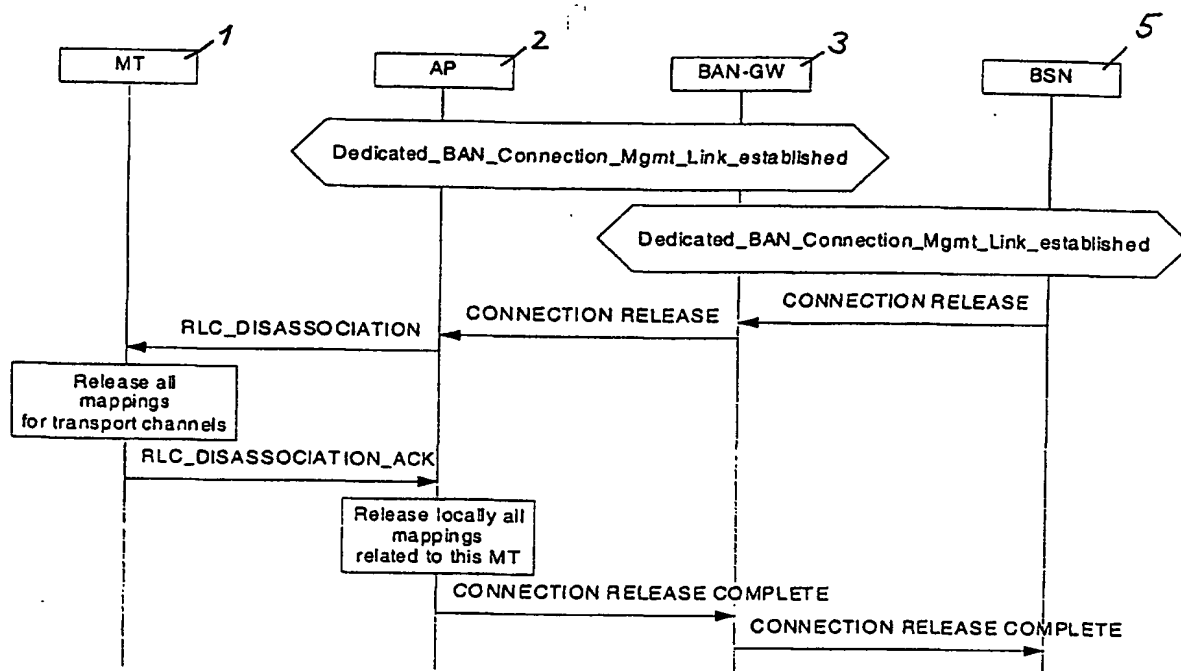 1
2
3
5
MT
AP
BAN-GW
BSN
Dedicated_BAN_Connection_Mgmt_Link_established
Dedicated_BAN_Connection_Mgmt_Link_established
CONNECTION RELEASE
CONNECTION RELEASE
RLC_DISASSOCIATION
Release all
mappings
for transport channels
RLC_DISASSOCIATION_ACK
Release locally all
mappings
related to this MT
CONNECTION RELEASE COMPLETE
CONNECTION RELEASE COMPLETE